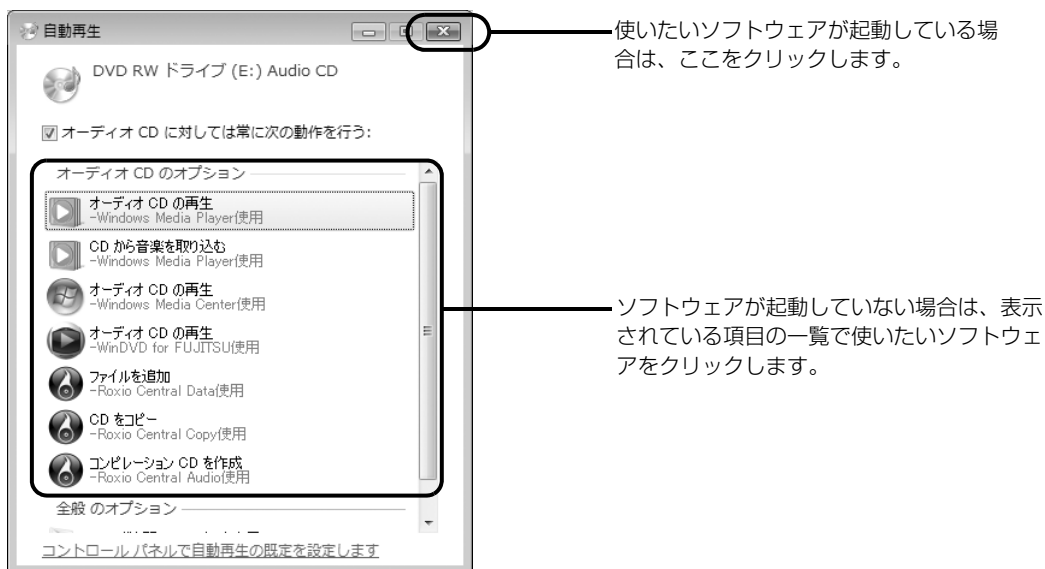 自動再生
DVD RW ドライブ (E:) Audio CD
オーディオ CD に対しては常に次の動作を行う:
オーディオ CD のオプション
オーディオ CD の再生
-Windows Media Player使用
CD から音楽を取り込む
-Windows Media Player使用
オーディオ CD の再生
-Windows Media Center使用
オーディオ CD の再生
-WinDVD for FUJITSU使用
ファイルを追加
-Roxio Central Data使用
CD をコピー
-Roxio Central Copy使用
コンピレーション CD を作成
-Roxio Central Audio使用
全般 のオプション
コントロール パネルで自動再生の既定を設定します
使いたいソフトウェアが起動している場
合は、ここをクリックします。
ソフトウェアが起動していない場合は、表示
されている項目の一覧で使いたいソフトウェ
アをクリックします。